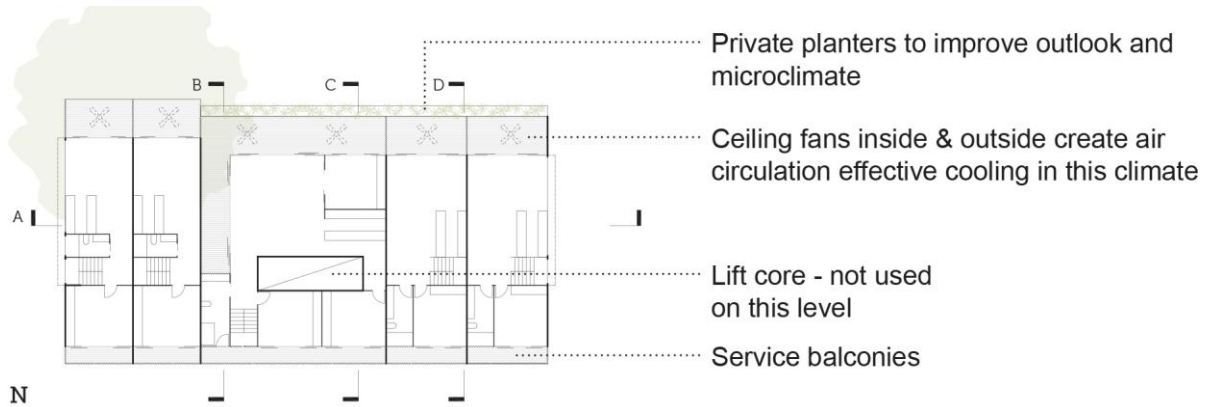 Private planters to improve outlook and
microclimate
B
C
D
Ceiling fans inside & outside create air
circulation effective cooling in this climate
A
Lift core - not used
on this level
Service balconies
N